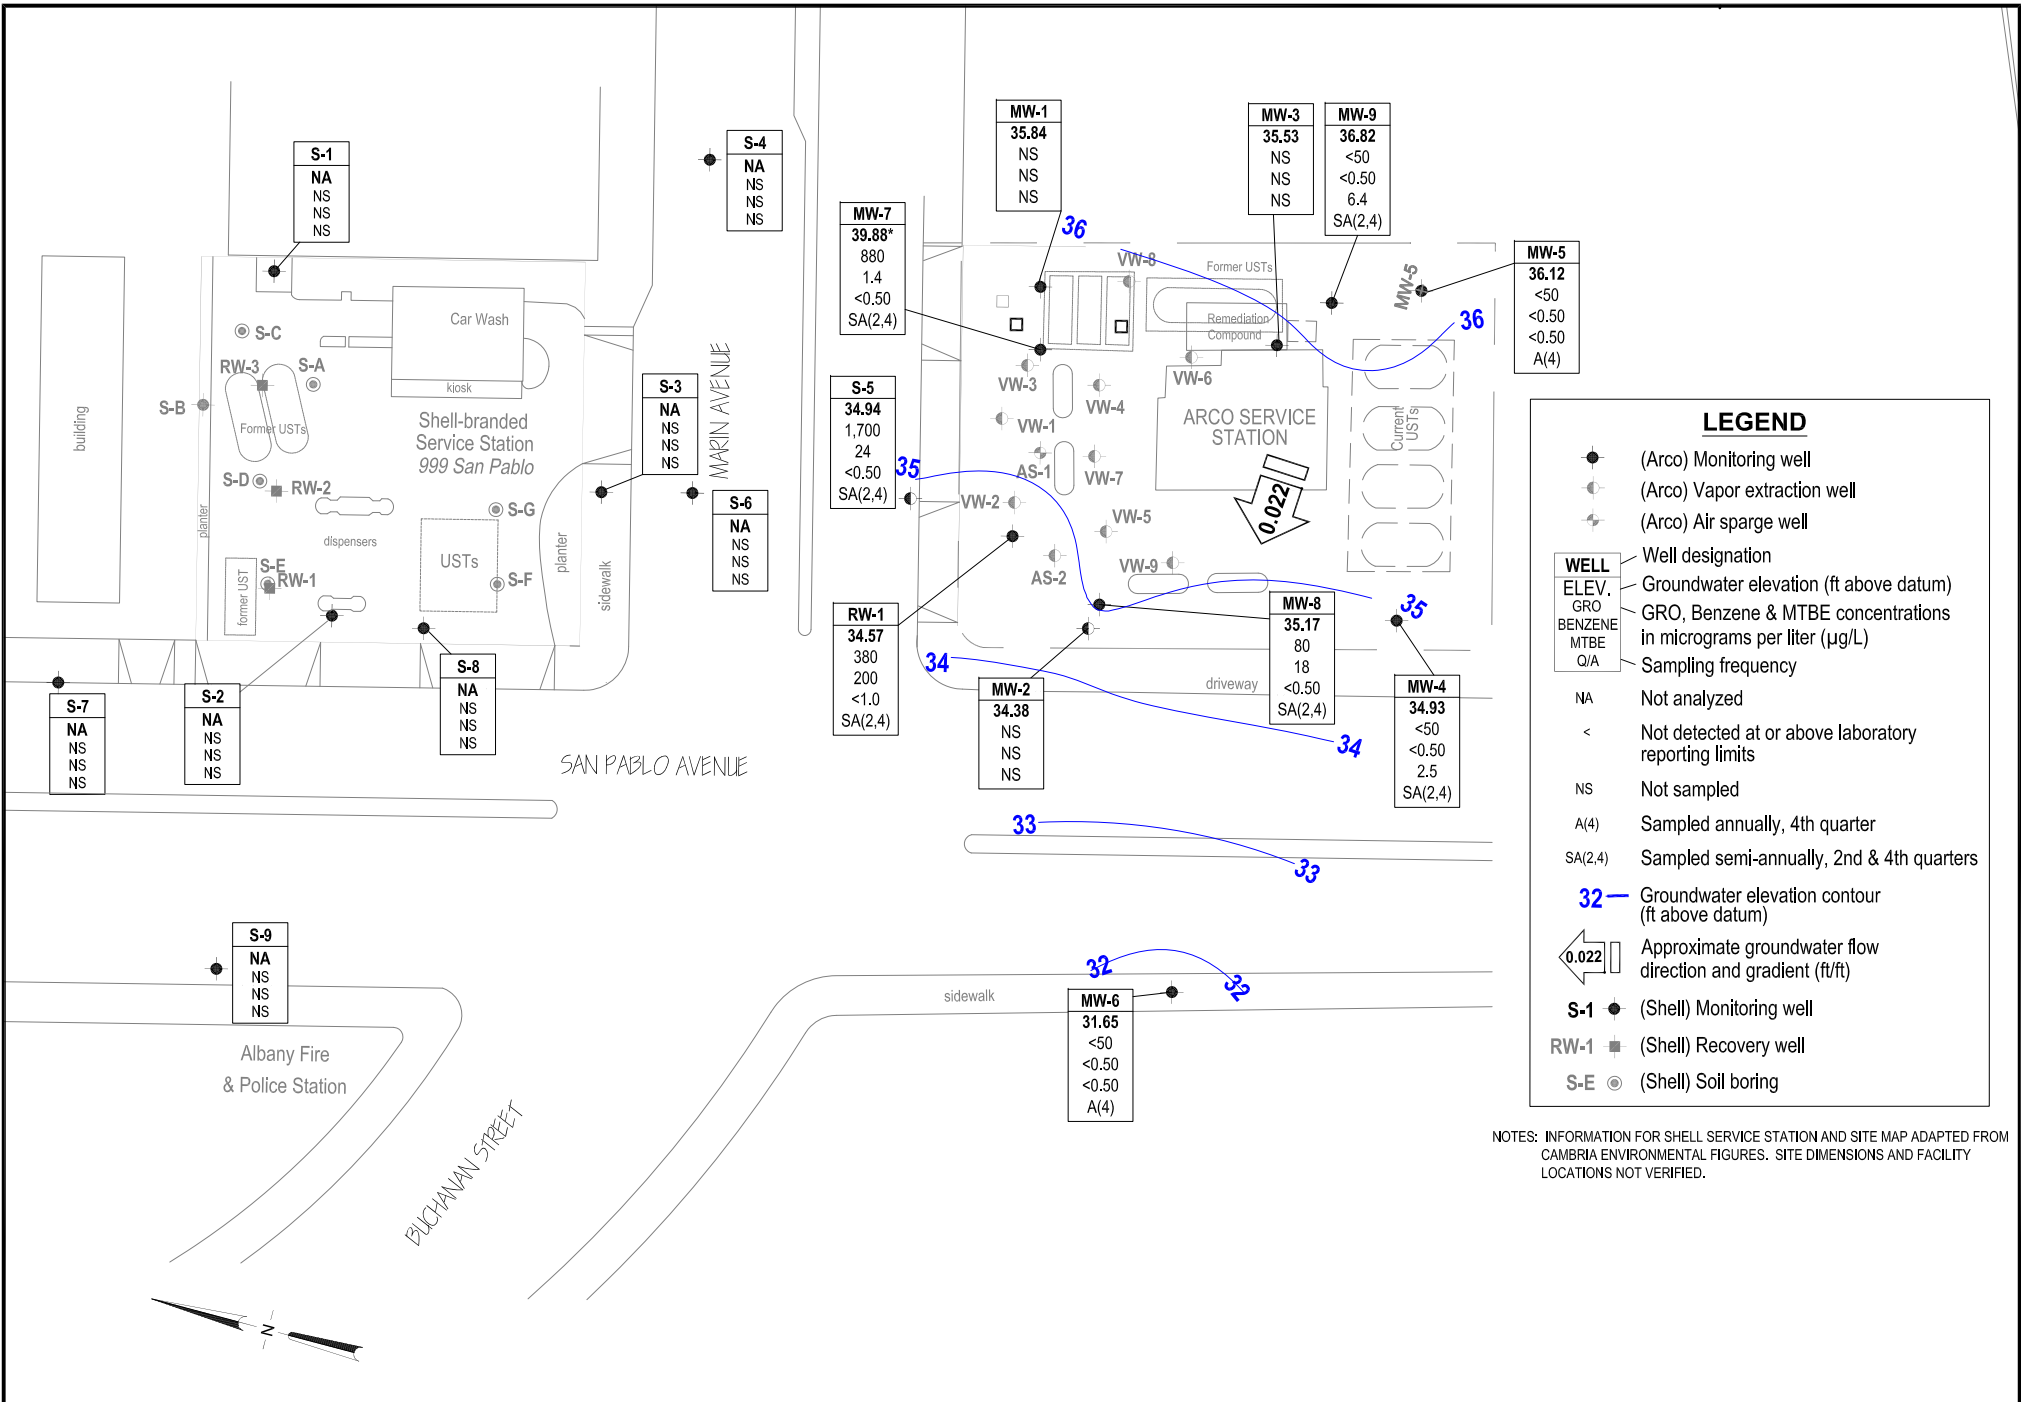 S-1
NA
NS
NS
NS
S-4
NA
NS
NS
NS
MW-1
35.84
NS
NS
NS
MW-3
35.53
NS
NS
NS
MW-9
36.82
<50
<0.50
6.4
SA(2,4)
MW-7
39.88*
880
1.4
<0.50
SA(2,4)
MW-5
36.12
<50
<0.50
<0.50
A(4)
36
VW-8
Former USTs
MW-5
Remediation
Compound
36
S-C
Car Wash
RW-3
S-A
kiosk
S-B
Former USTs
building
Shell-branded
Service Station
999 San Pablo
S-D
RW-2
S-G
planter
dispensers
USTs
S-E
RW-1
former UST
S-F
planter
sidewalk
MARIN AVENUE
S-3
NA
NS
NS
NS
S-6
NA
NS
NS
NS
S-5
34.94
1,700
24
<0.50
SA(2,4)
VW-3
VW-4
VW-6
VW-1
ARCO SERVICE
STATION
Current
USTs
AS-1
VW-7
35
VW-2
VW-5
0.022
AS-2
VW-9
35
RW-1
34.57
380
200
<1.0
SA(2,4)
MW-8
35.17
80
18
<0.50
SA(2,4)
34
MW-2
34.38
NS
NS
NS
driveway
MW-4
34.93
<50
<0.50
2.5
SA(2,4)
34
S-7
NA
NS
NS
NS
S-2
NA
NS
NS
NS
S-8
NA
NS
NS
NS
SAN PABLO AVENUE
33
33
S-9
NA
NS
NS
NS
Albany Fire
& Police Station
BUCHANAN STREET
32
32
sidewalk
MW-6
31.65
<50
<0.50
<0.50
A(4)
N
LEGEND
(Arco) Monitoring well
(Arco) Vapor extraction well
(Arco) Air sparge well
WELL
ELEV.
GRO
BENZENE
MTBE
Q/A
Well designation
Groundwater elevation (ft above datum)
GRO, Benzene & MTBE concentrations
in micrograms per liter (µg/L)
Sampling frequency
NA Not analyzed
< Not detected at or above laboratory
reporting limits
NS Not sampled
A(4) Sampled annually, 4th quarter
SA(2,4) Sampled semi-annually, 2nd & 4th quarters
32 Groundwater elevation contour
(ft above datum)
0.022 Approximate groundwater flow
direction and gradient (ft/ft)
S-1 (Shell) Monitoring well
RW-1 (Shell) Recovery well
S-E (Shell) Soil boring
NOTES: INFORMATION FOR SHELL SERVICE STATION AND SITE MAP ADAPTED FROM
CAMBRIA ENVIRONMENTAL FIGURES. SITE DIMENSIONS AND FACILITY
LOCATIONS NOT VERIFIED.